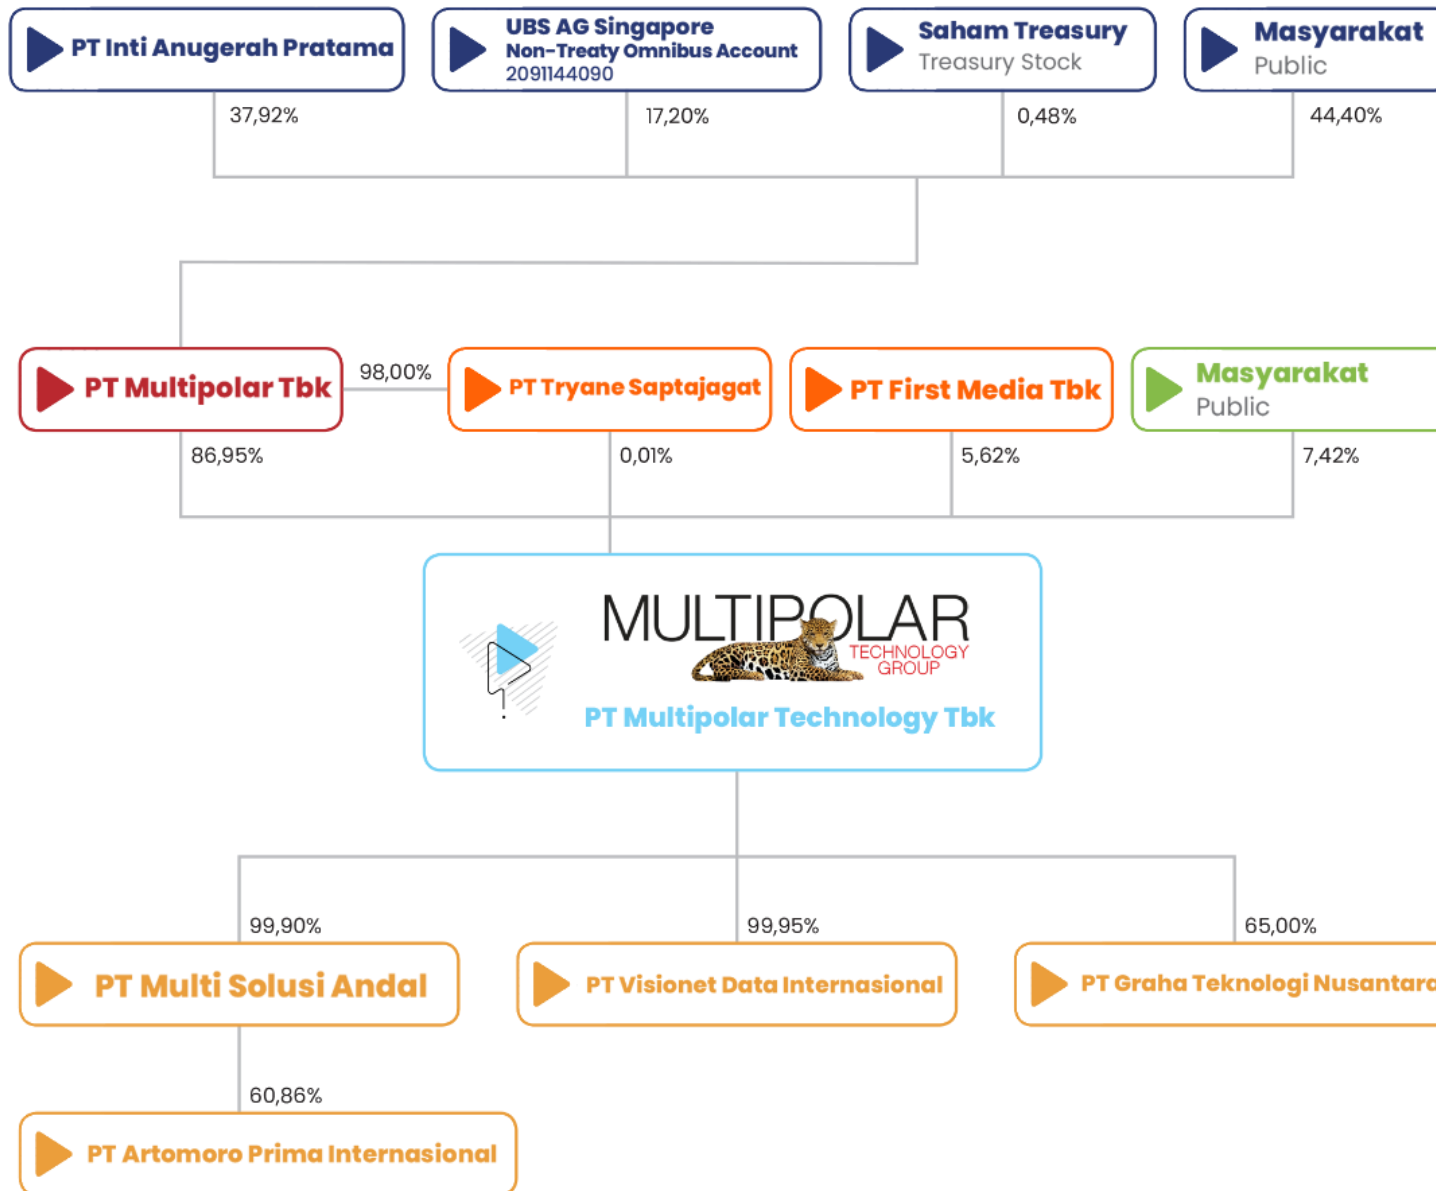 PT Inti Anugerah Pratama
UBS AG Singapore
Non-Treaty Omnibus Account
2091144090
Saham Treasury
Treasury Stock
Masyarakat
Public
37,92%
17,20%
0,48%
44,40%
PT Multipolar Tbk
98,00%
PT Tryane Saptajagat
PT First Media Tbk
Masyarakat
Public
86,95%
0,01%
5,62%
7,42%
MULTIPOLAR
TECHNOLOGY
GROUP
PT Multipolar Technology Tbk
99,90%
99,95%
65,00%
PT Multi Solusi Andal
PT Visionet Data Internasional
PT Graha Teknologi Nusantara
60,86%
PT Artomoro Prima Internasional